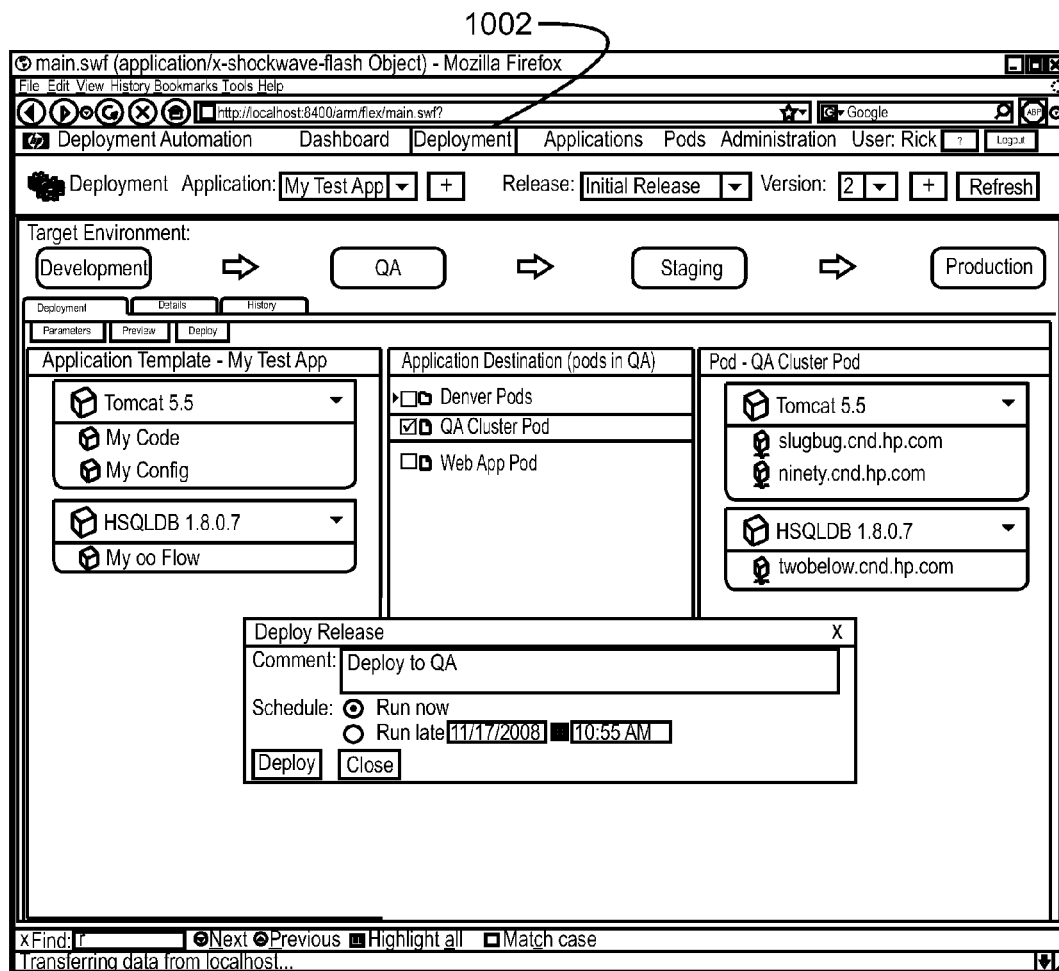 1002
main.swf (application/x-shockwave-flash Object) - Mozilla Firefox
File Edit View History Bookmarks Tools Help
http://localhost:8400/arm/flex/main.swf? G Google ABP
hp Deployment Automation Dashboard Deployment Applications Pods Administration User: Rick ? Logout
Deployment Application: My Test App + Release: Initial Release Version: 2 + Refresh
Target Environment:
Development QA Staging Production
Deployment Details History
Parameters Preview Deploy
Application Template - My Test App Application Destination (pods in QA) Pod - QA Cluster Pod
Tomcat 5.5 Denver Pods Tomcat 5.5
My Code QA Cluster Pod slugbug.cnd.hp.com
My Config Web App Pod ninety.cnd.hp.com
HSQLDB 1.8.0.7 HSQLDB 1.8.0.7
My oo Flow twobelow.cnd.hp.com
Deploy Release X
Comment: Deploy to QA
Schedule: Run now
Run late 11/17/2008 10:55 AM
Deploy Close
x Find: r Next Previous Highlight all Match case
Transferring data from localhost...